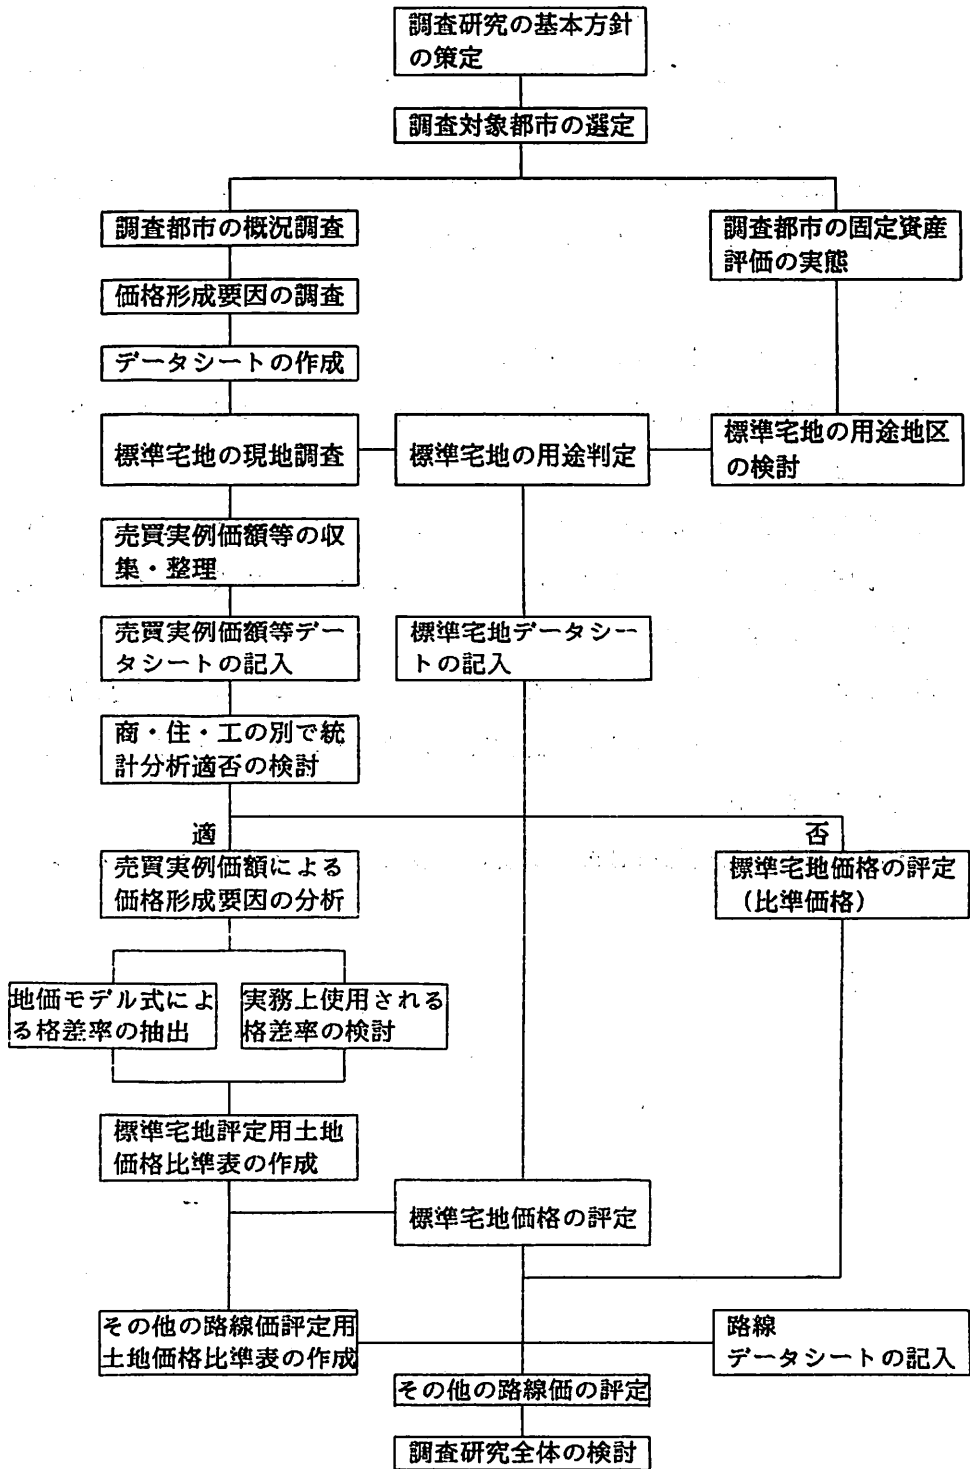 調査研究の基本方針
の策定
調査対象都市の選定
調査都市の概況調査
調査都市の固定資産
評価の実態
価格形成要因の調査
データシートの作成
標準宅地の現地調査
標準宅地の用途判定
標準宅地の用途地区
の検討
売買実例価額等の収
集・整理
売買実例価額等デー
タシートの記入
標準宅地データシー
トの記入
商・住・工の別で統
計分析適否の検討
適
否
売買実例価額による
価格形成要因の分析
標準宅地価格の評定
(比準価格)
地価モデル式によ
る格差率の抽出
実務上使用される
格差率の検討
標準宅地評定用土地
価格比準表の作成
標準宅地価格の評定
その他の路線価評定用
土地価格比準表の作成
路線
データシートの記入
その他の路線価の評定
調査研究全体の検討